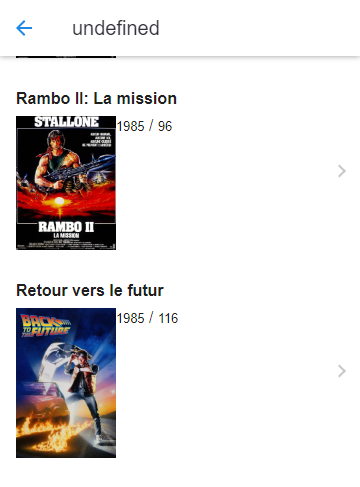 undefined
Rambo II: La mission
STALLONE
1985 / 96
RAMBO II
LA MISSION
Retour vers le futur
BACK
TO THE
FUTURE
1985 / 116